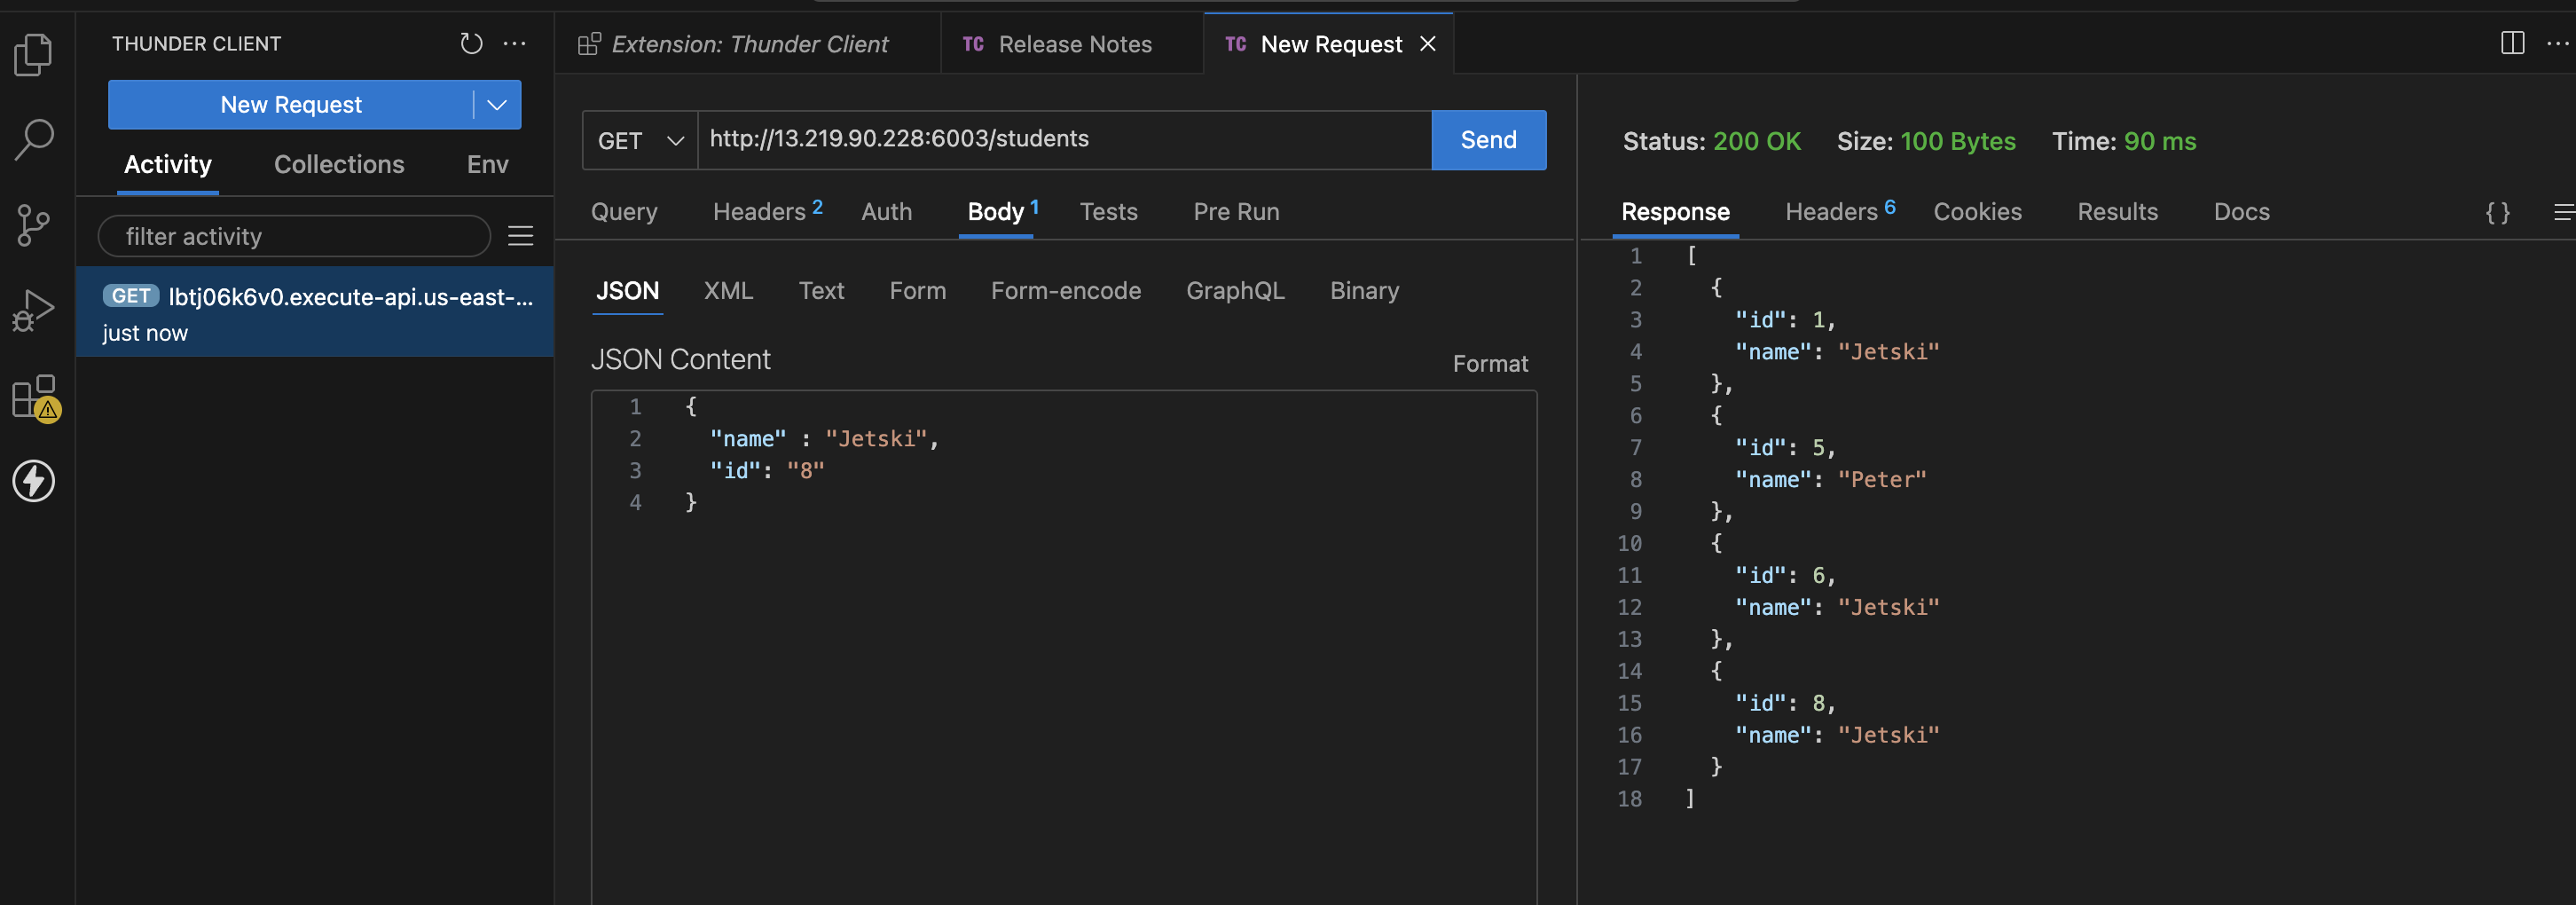 THUNDER CLIENT
New Request
Activity Collections Env
filter activity
GET lbtj06k6v0.execute-api.us-east-...
just now
Extension: Thunder Client
TC Release Notes
TC New Request
GET http://13.219.90.228:6003/students Send
Query Headers 2 Auth Body 1 Tests Pre Run
JSON XML Text Form Form-encode GraphQL Binary
JSON Content
Format
1 {
2 "name" : "Jetski",
3 "id": "8"
4 }
Status: 200 OK Size: 100 Bytes Time: 90 ms
Response Headers 6 Cookies Results Docs { }
1 [
2 {
3 "id": 1,
4 "name": "Jetski"
5 },
6 {
7 "id": 5,
8 "name": "Peter"
9 },
10 {
11 "id": 6,
12 "name": "Jetski"
13 },
14 {
15 "id": 8,
16 "name": "Jetski"
17 }
18 ]